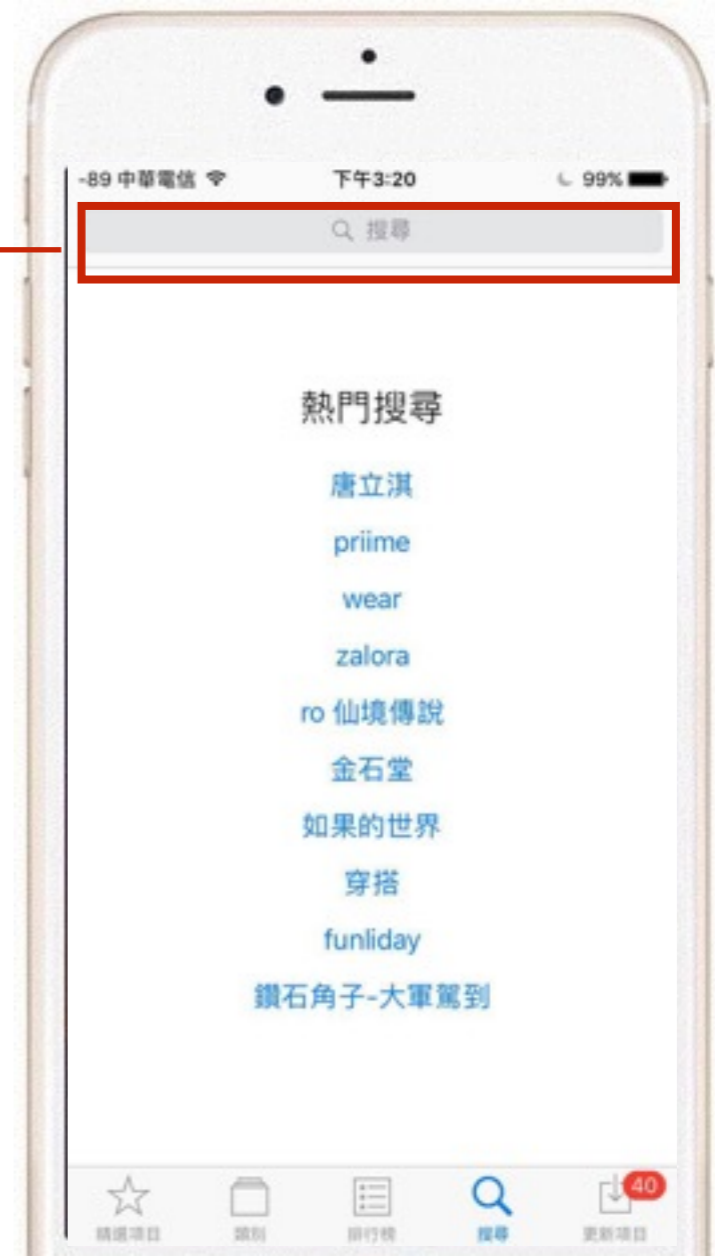 -89 中華電信 下午3:20 99%
搜尋
熱門搜尋
唐立淇
priime
wear
zalora
ro 仙境傳說
金石堂
如果的世界
穿搭
funliday
鑽石角子-大軍駕到
40
精選項目 類別 排行榜 搜尋 更新項目